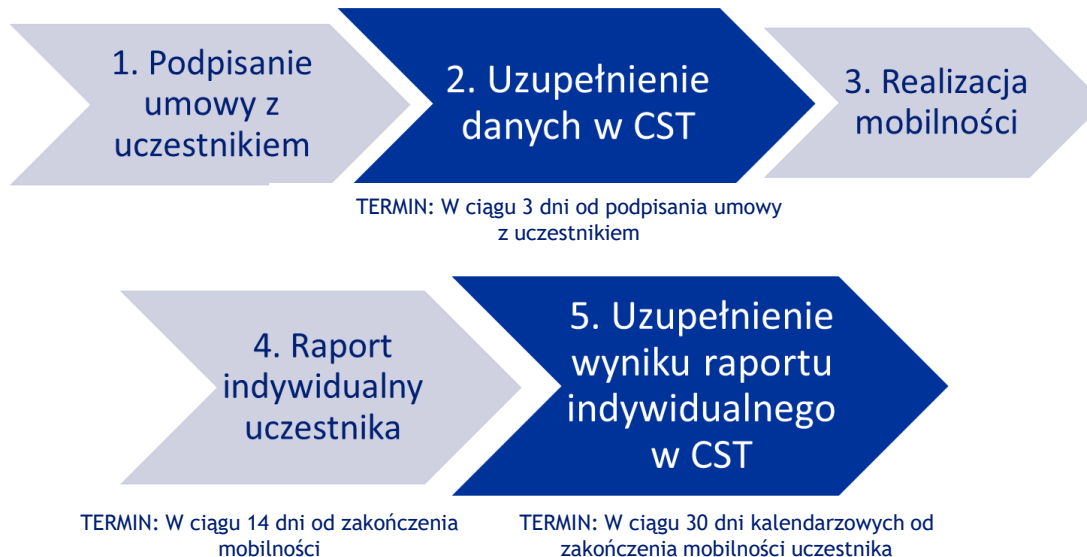 1. Podpisanie
umowy z
uczestnikiem
2. Uzupełnienie
danych w CST
3. Realizacja
mobilności
TERMIN: W ciągu 3 dni od podpisania umowy
z uczestnikiem
4. Raport
indywidualny
uczestnika
5. Uzupełnienie
wyniku raportu
indywidualnego
w CST
TERMIN: W ciągu 14 dni od zakończenia
mobilności
TERMIN: W ciągu 30 dni kalendarzowych od
zakończenia mobilności uczestnika